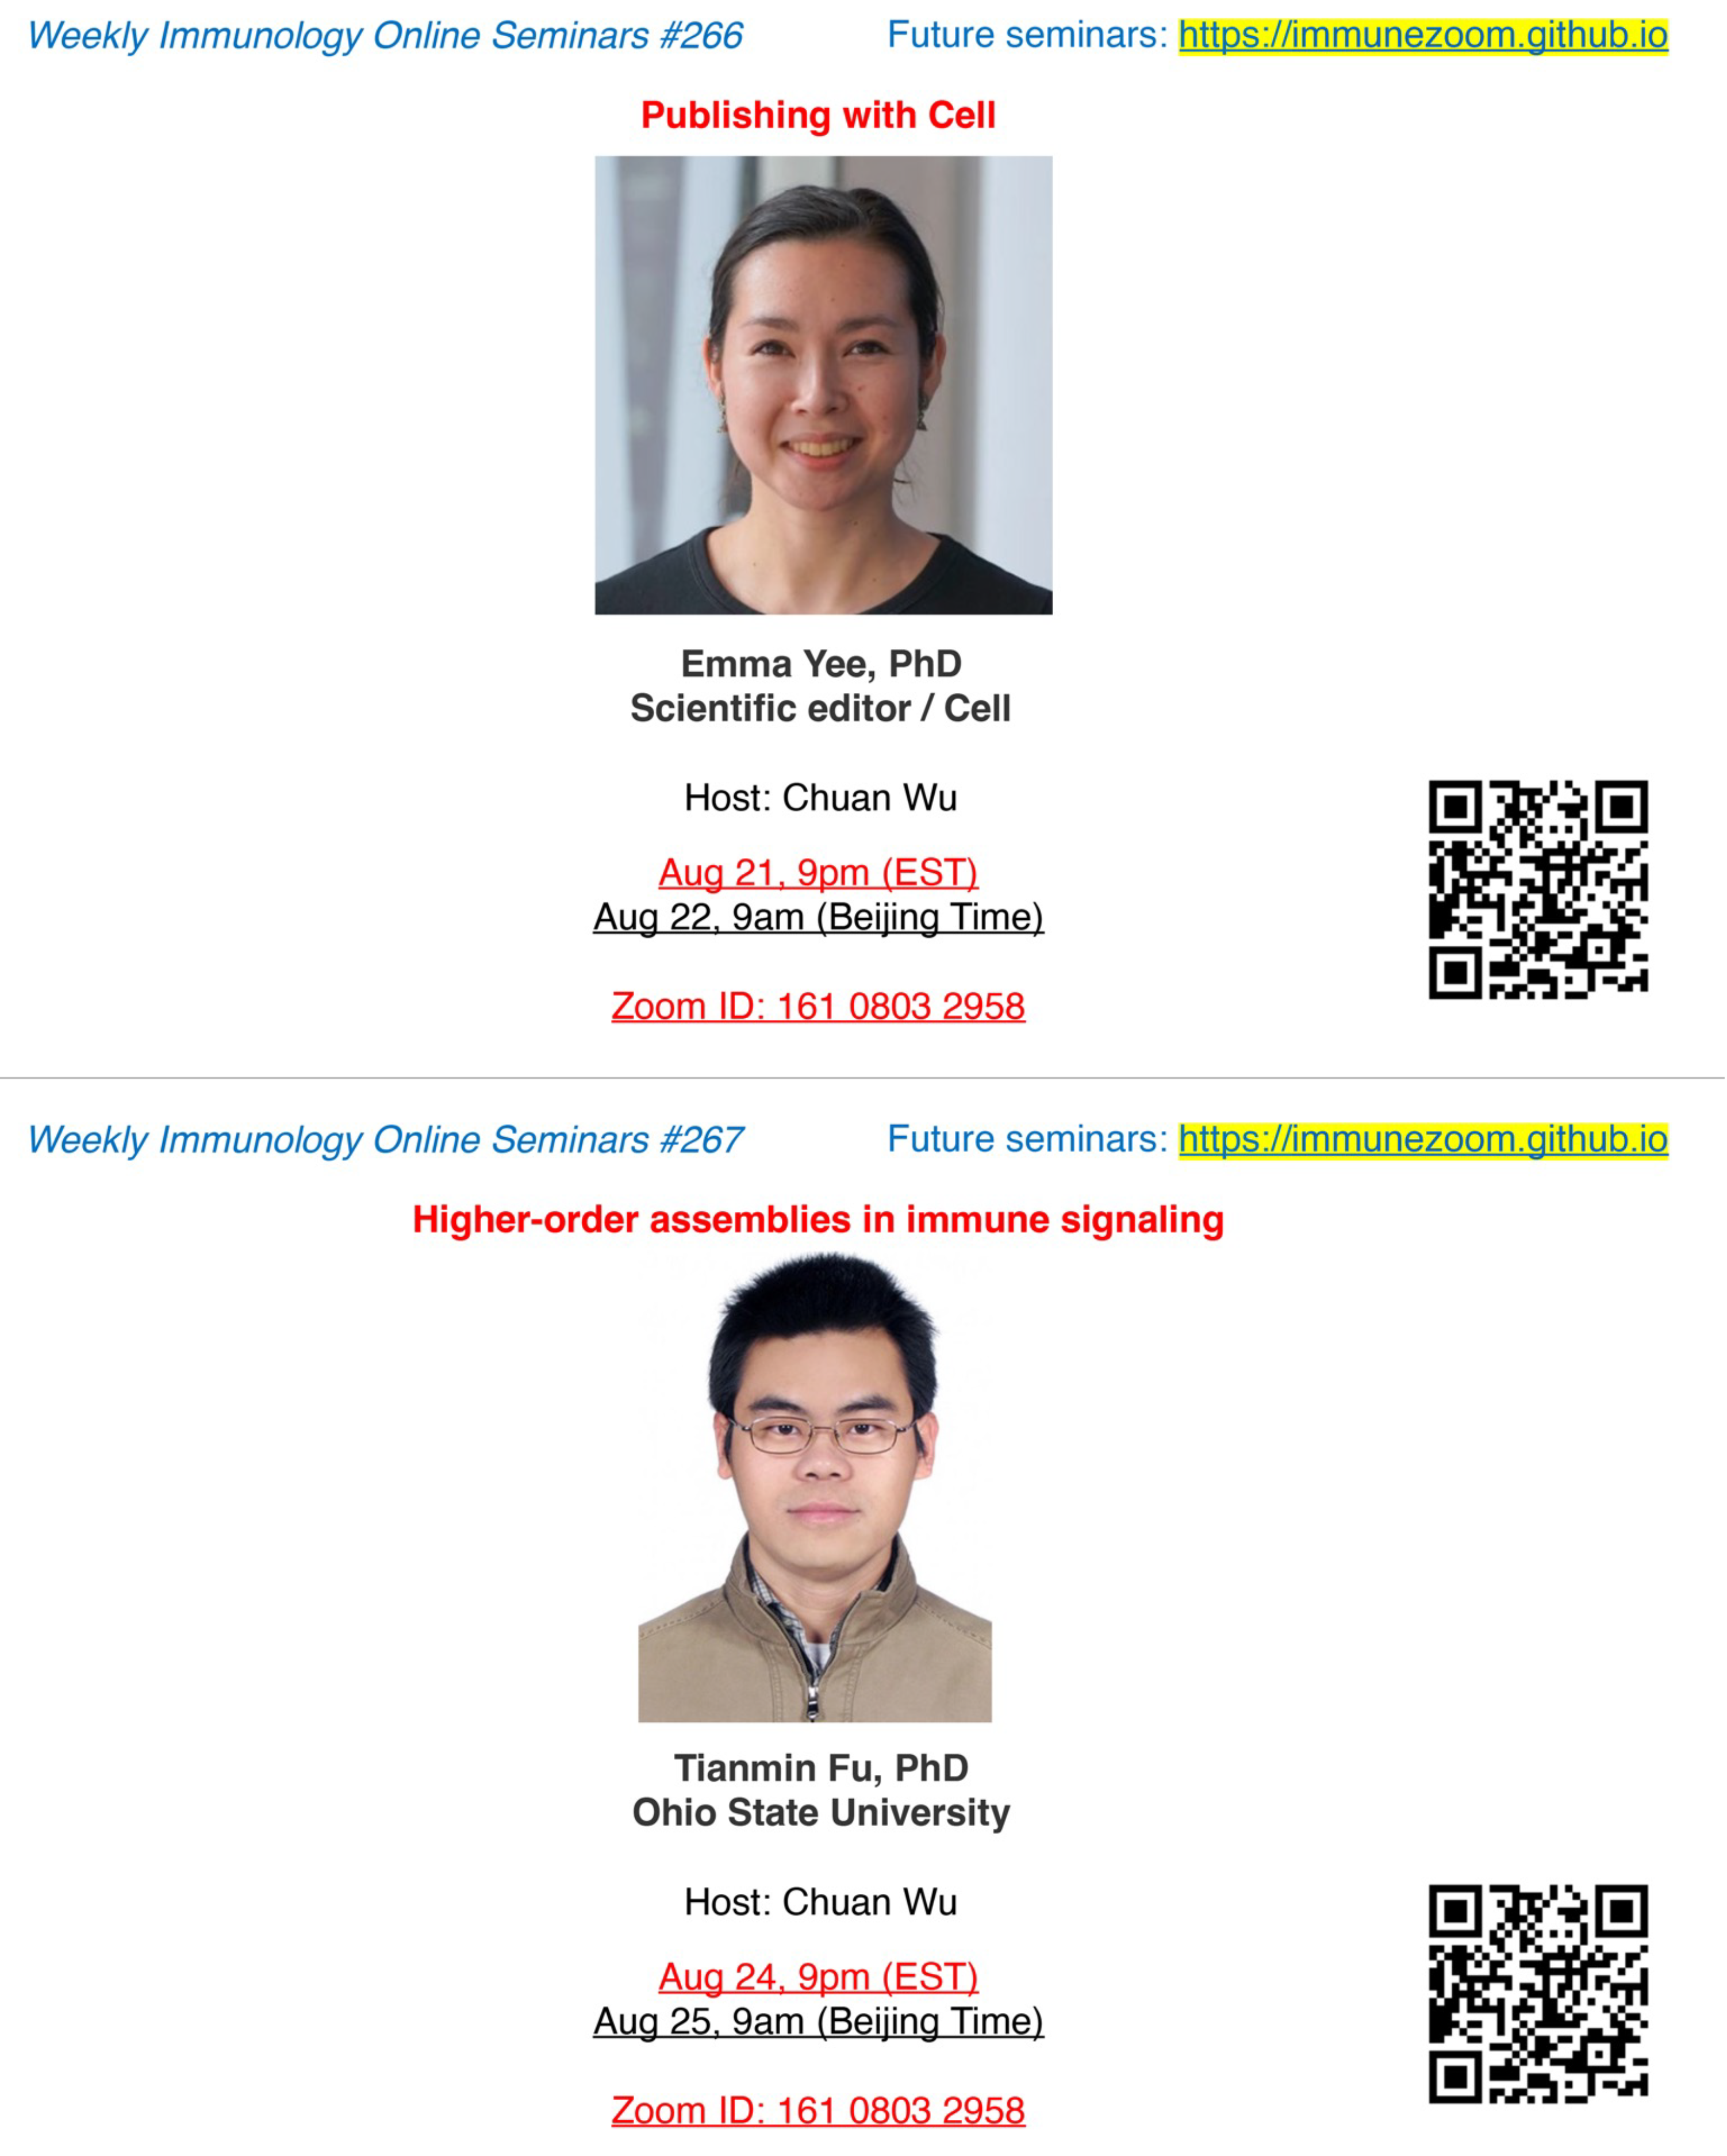 Weekly Immunology Online Seminars #266
Future seminars: https://immunezoom.github.io
Publishing with Cell
Emma Yee, PhD
Scientific editor / Cell
Host: Chuan Wu
Aug 21, 9pm (EST)
Aug 22, 9am (Beijing Time)
Zoom ID: 161 0803 2958
Weekly Immunology Online Seminars #267
Future seminars: https://immunezoom.github.io
Higher-order assemblies in immune signaling
Tianmin Fu, PhD
Ohio State University
Host: Chuan Wu
Aug 24, 9pm (EST)
Aug 25, 9am (Beijing Time)
Zoom ID: 161 0803 2958